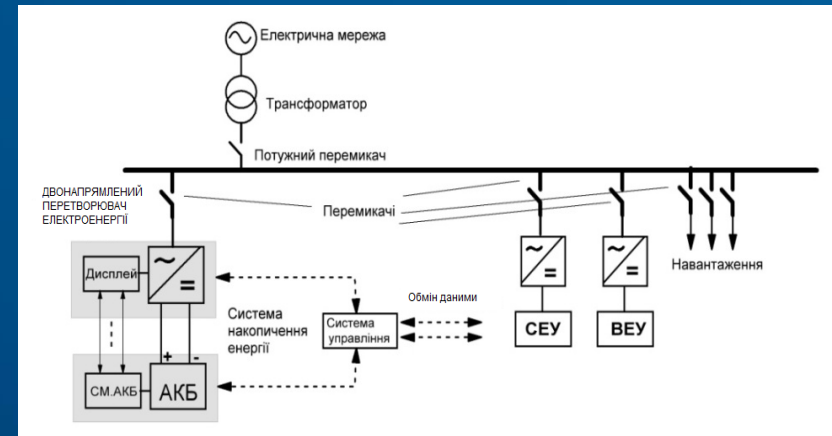 Електрична мережа
Трансформатор
Потужний перемикач
ДВОНАПРЯМЛЕНИЙ
ПЕРЕТВОРЮВАЧ
ЕЛЕКТРОЕНЕРГІЇ
Перемикачі
Навантаження
Дисплей
~
=
~
=
~
=
Система
накопичення
енергії
Система
управління
Обмін даними
СЕУ
ВЕУ
+
-
СМ.АКБ
АКБ